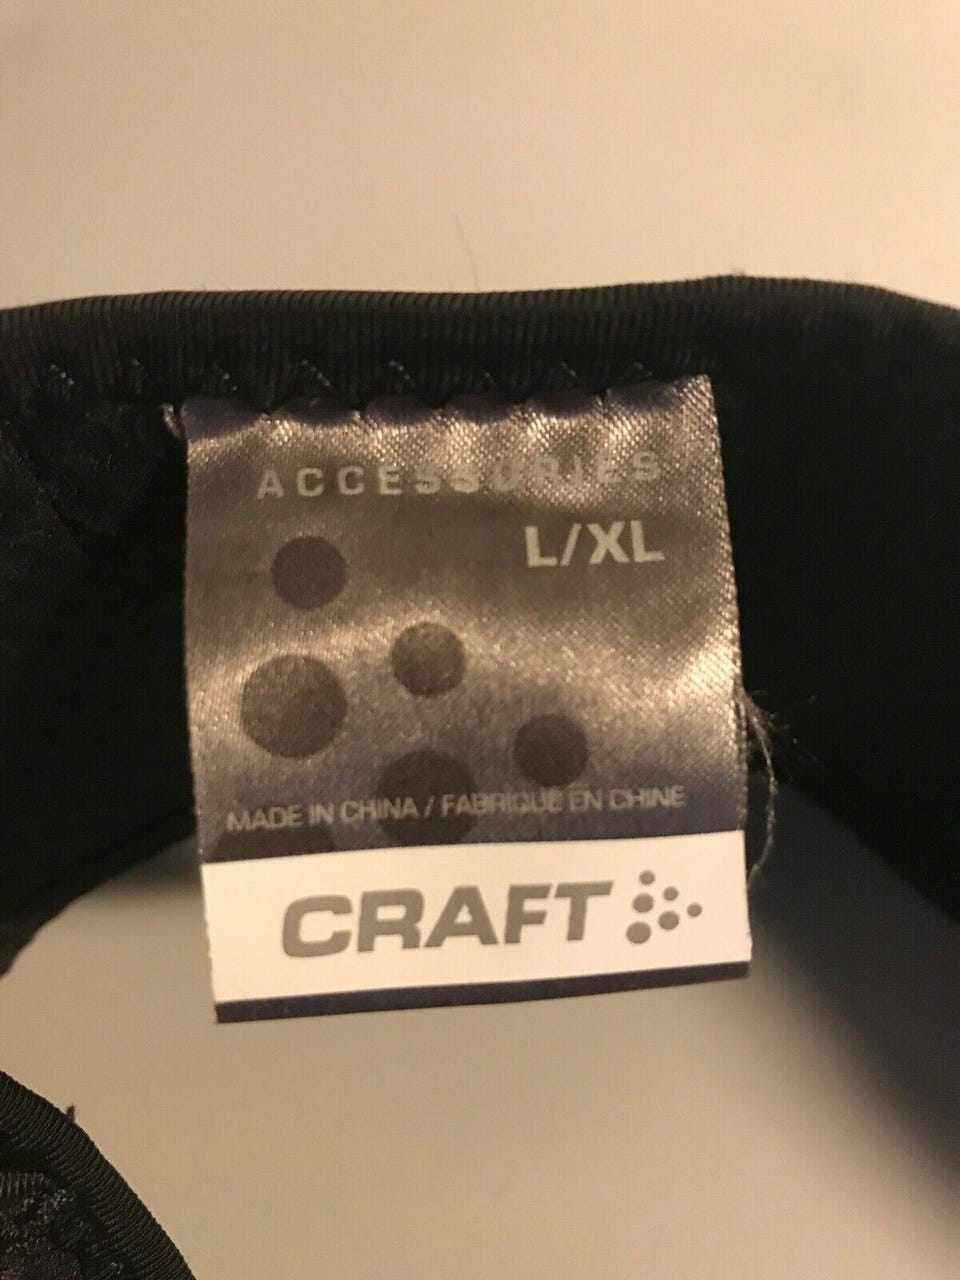 ACCESSORIES
L/XL
MADE IN CHINA / FABRIQUE EN CHINE
CRAFT